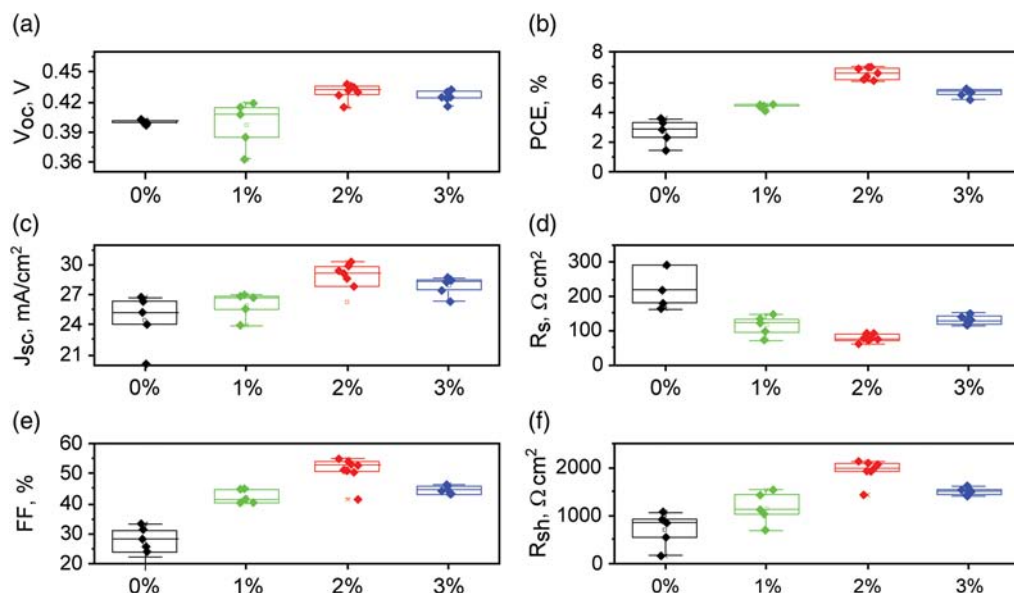 (a)
Voc, V
0.45
0.42
0.39
0.36
0% 1% 2% 3%
(b)
PCE, %
8
6
4
2
0
0% 1% 2% 3%
(c)
Jsc, mA/cm²
30
27
24
21
0% 1% 2% 3%
(d)
Rs, Ω cm²
300
200
100
0
0% 1% 2% 3%
(e)
FF, %
60
50
40
30
20
0% 1% 2% 3%
(f)
Rsh, Ω cm²
2000
1000
0
0% 1% 2% 3%